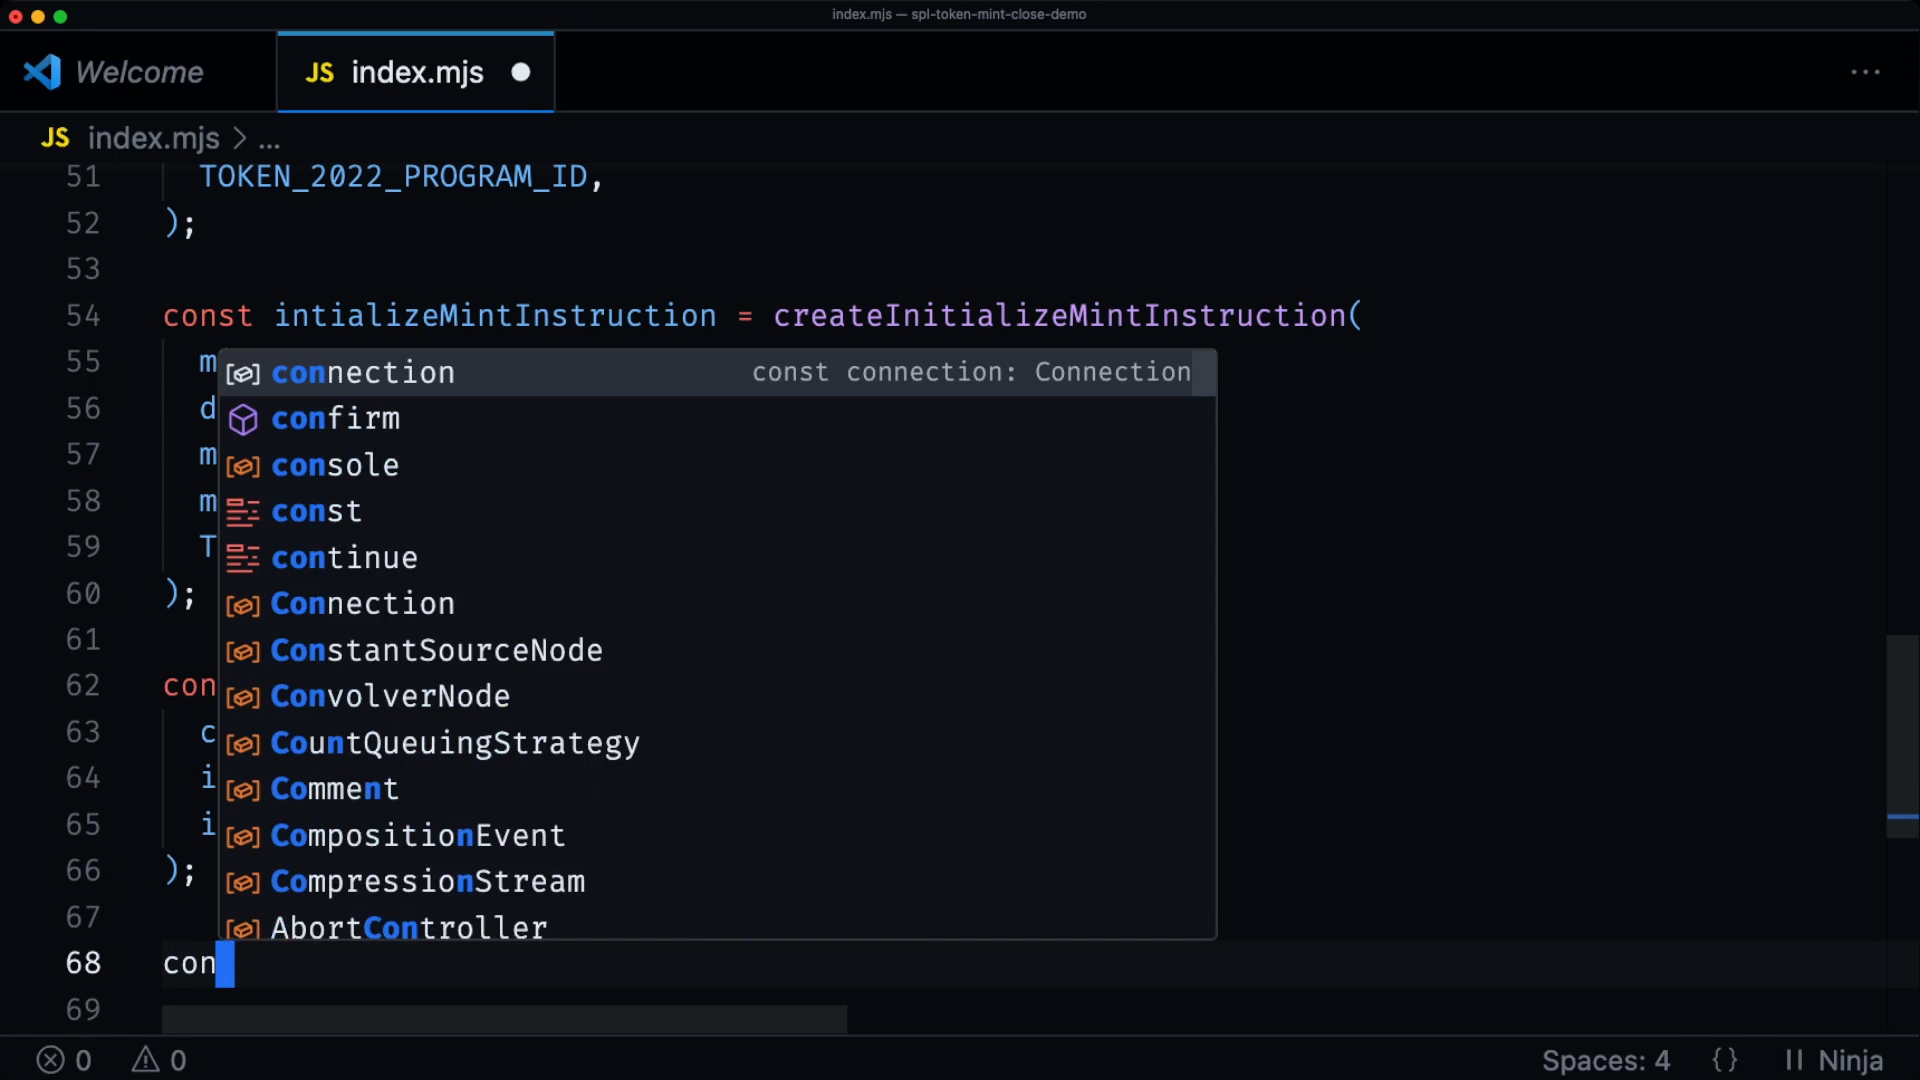 index.mjs — spl-token-mint-close-demo
Welcome
JS index.mjs
...
JS index.mjs > ...
51 TOKEN_2022_PROGRAM_ID,
52 );
53
54 const intializeMintInstruction = createInitializeMintInstruction(
55 m
connection const connection: Connection
56 d
confirm
57 m
console
58 m
const
59 T
continue
60 );
Connection
61
ConstantSourceNode
62 con
ConvolverNode
63 c
CountQueuingStrategy
64 i
Comment
65 i
CompositionEvent
66 );
CompressionStream
67
AbortController
68 con
69
0 0
Spaces: 4 {} Ninja